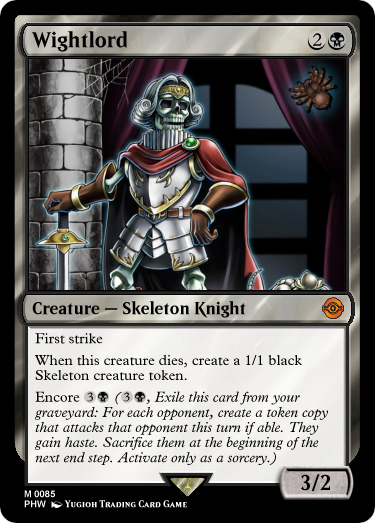 Wightlord 2
Creature — Skeleton Knight
First strike
When this creature dies, create a 1/1 black
Skeleton creature token.
Encore 3 (3, Exile this card from your
graveyard: For each opponent, create a token copy
that attacks that opponent this turn if able. They
gain haste. Sacrifice them at the beginning of the
next end step. Activate only as a sorcery.)
3/2
M 0085
PHW YUGIOH TRADING CARD GAME